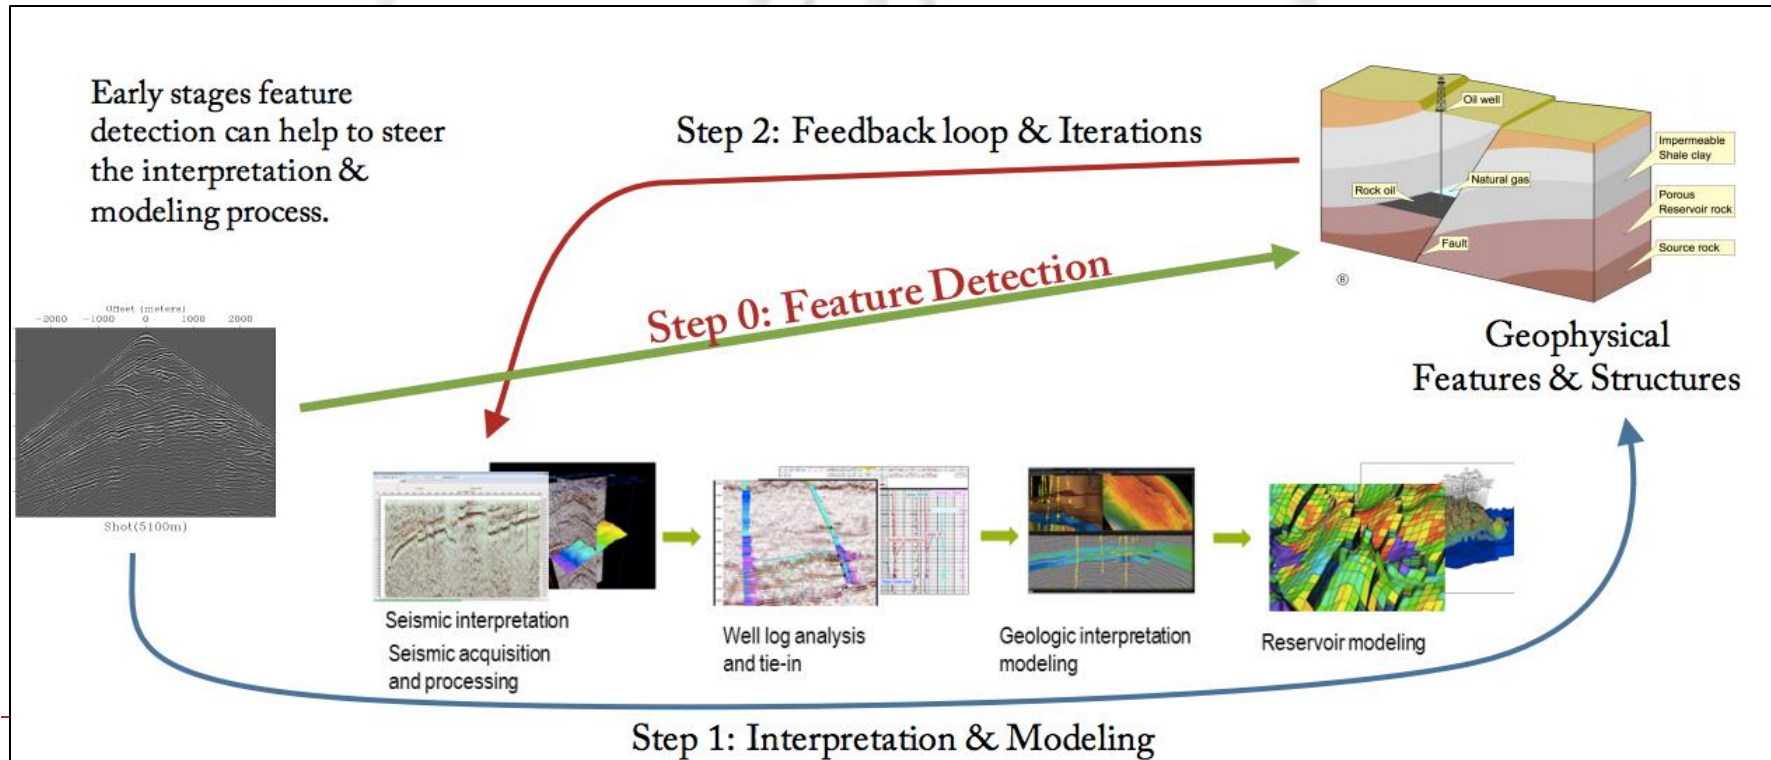 Early stages feature
detection can help to steer
the interpretation &
modeling process.
Step 2: Feedback loop & Iterations
Step 0: Feature Detection
Oil well
Impermeable
Shale clay
Natural gas
Rock oil
Porous
Reservoir rock
Fault
Source rock
B
Geophysical
Features & Structures
Offset (meters)
-2000 -1000 0 1000 2000
Shot(5100m)
Seismic interpretation
Seismic acquisition
and processing
Well log analysis
and tie-in
Geologic interpretation
modeling
Reservoir modeling
Step 1: Interpretation & Modeling